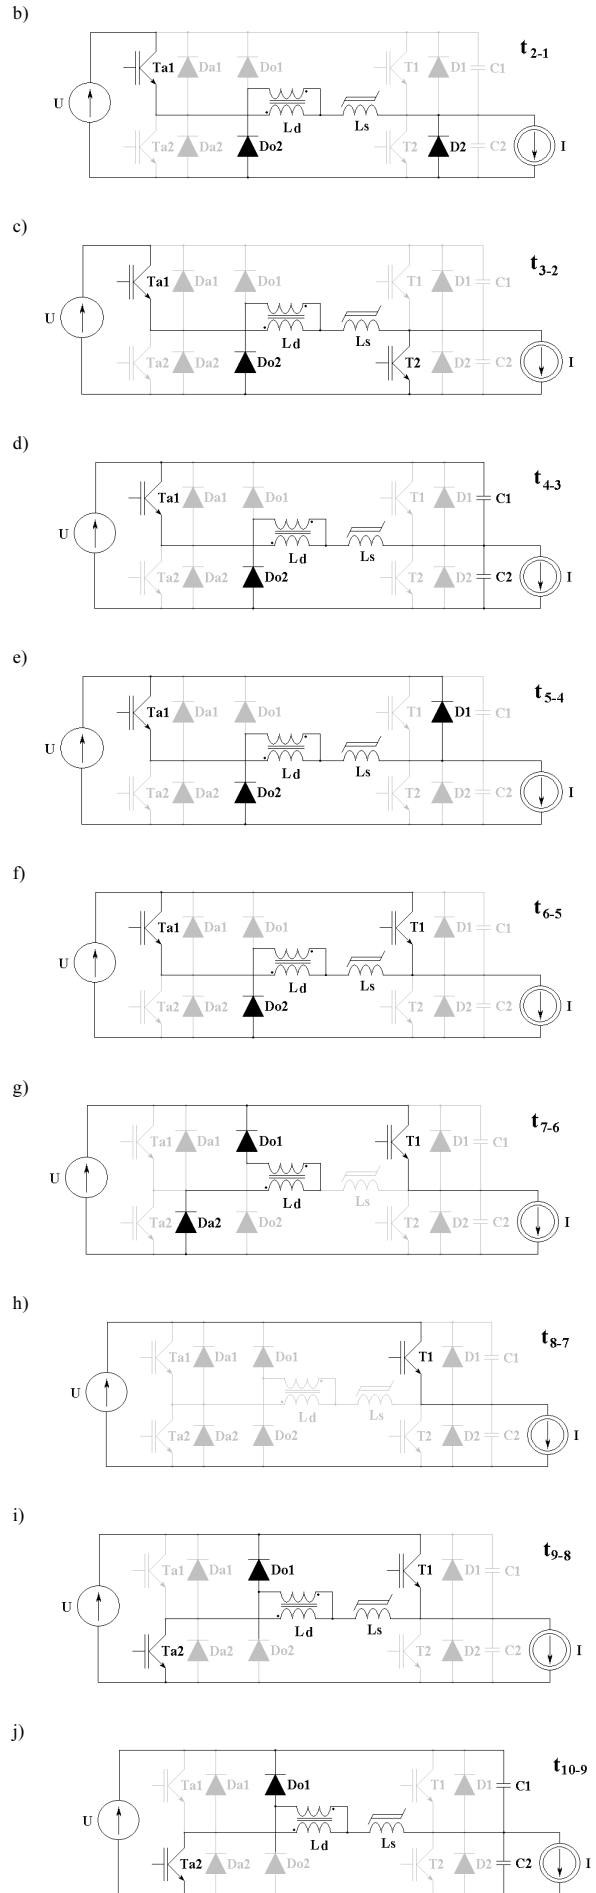 b)
t2-1
Ta1 Da1 Do1 T1 D1 C1
U
Ld Ls
Ta2 Da2 Do2 T2 D2 C2 I
c)
t3-2
Ta1 Da1 Do1 T1 D1 C1
U
Ld Ls
Ta2 Da2 Do2 T2 D2 C2 I
d)
t4-3
Ta1 Da1 Do1 T1 D1 C1
U
Ld Ls
Ta2 Da2 Do2 T2 D2 C2 I
e)
t5-4
Ta1 Da1 Do1 T1 D1 C1
U
Ld Ls
Ta2 Da2 Do2 T2 D2 C2 I
f)
t6-5
Ta1 Da1 Do1 T1 D1 C1
U
Ld Ls
Ta2 Da2 Do2 T2 D2 C2 I
g)
t7-6
Ta1 Da1 Do1 T1 D1 C1
U
Ld Ls
Ta2 Da2 Do2 T2 D2 C2 I
h)
t8-7
Ta1 Da1 Do1 T1 D1 C1
U
Ld Ls
Ta2 Da2 Do2 T2 D2 C2 I
i)
t9-8
Ta1 Da1 Do1 T1 D1 C1
U
Ld Ls
Ta2 Da2 Do2 T2 D2 C2 I
j)
t10-9
Ta1 Da1 Do1 T1 D1 C1
U
Ld Ls
Ta2 Da2 Do2 T2 D2 C2 I